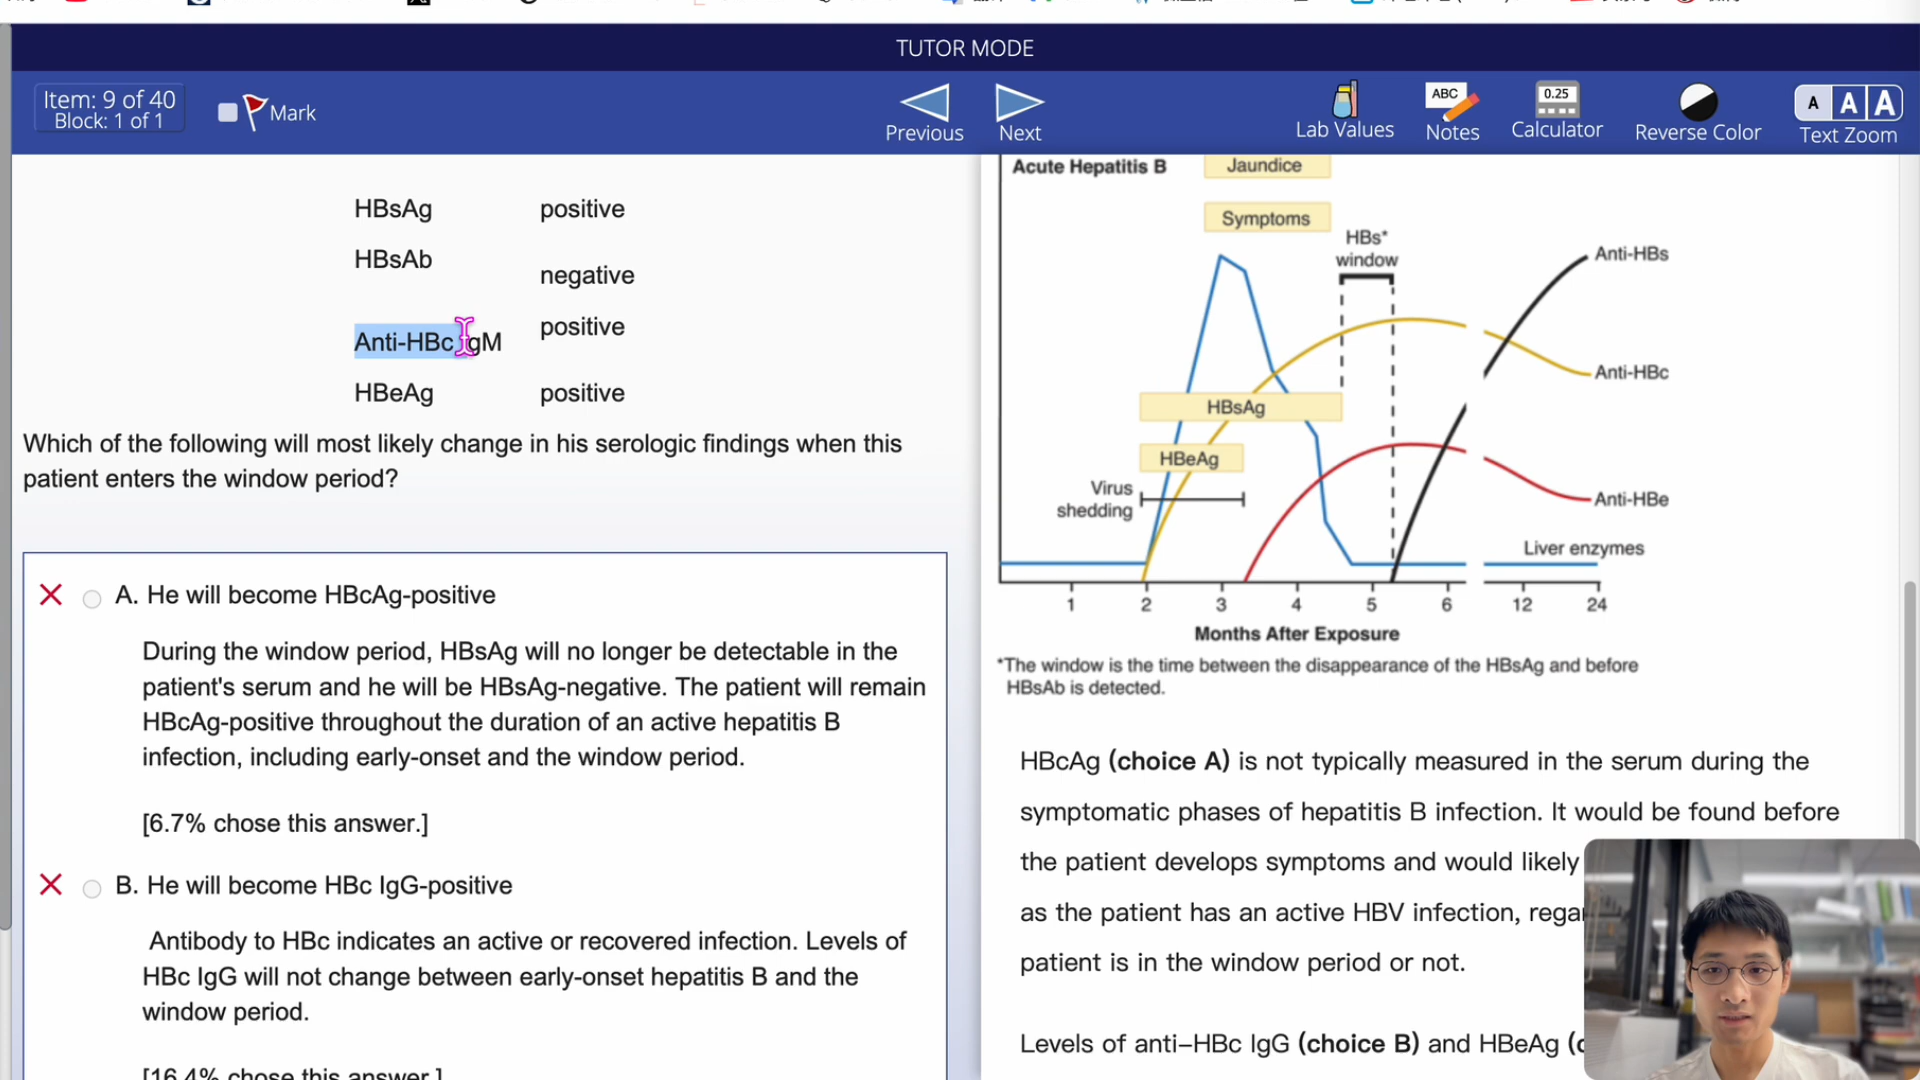 TUTOR MODE
Item: 9 of 40
Block: 1 of 1
Mark
Previous
Next
Lab Values
ABC
Notes
0.25
Calculator
Reverse Color
A A A
Text Zoom
HBsAg positive
HBsAb negative
Anti-HBc IgM positive
HBeAg positive
Which of the following will most likely change in his serologic findings when this
patient enters the window period?
A. He will become HBcAg-positive
During the window period, HBsAg will no longer be detectable in the
patient's serum and he will be HBsAg-negative. The patient will remain
HBcAg-positive throughout the duration of an active hepatitis B
infection, including early-onset and the window period.
[6.7% chose this answer.]
B. He will become HBc IgG-positive
Antibody to HBc indicates an active or recovered infection. Levels of
HBc IgG will not change between early-onset hepatitis B and the
window period.
[16.4% chose this answer.]
Acute Hepatitis B
Jaundice
Symptoms
HBs*
window
Anti-HBs
Anti-HBc
HBsAg
HBeAg
Virus
shedding
Anti-HBe
Liver enzymes
1 2 3 4 5 6 12 24
Months After Exposure
*The window is the time between the disappearance of the HBsAg and before
HBsAb is detected.
HBcAg (choice A) is not typically measured in the serum during the
symptomatic phases of hepatitis B infection. It would be found before
the patient develops symptoms and would likely
as the patient has an active HBV infection,
patient is in the window period or not.
Levels of anti–HBc IgG (choice B) and HBeAg